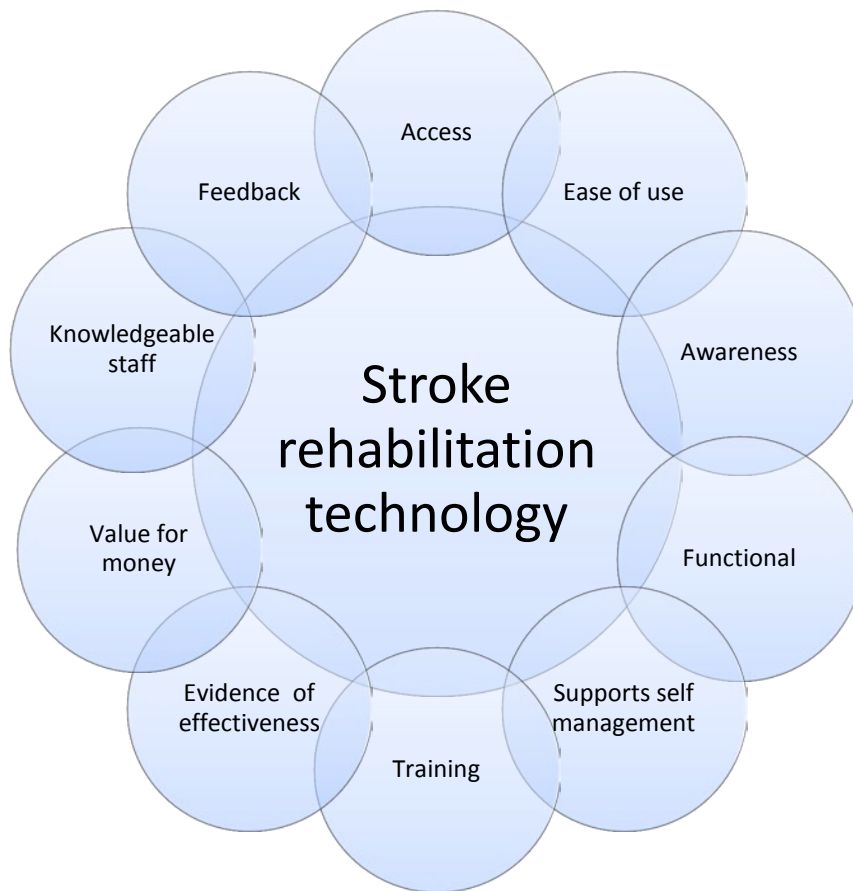 Access
Ease of use
Awareness
Functional
Supports self
management
Training
Evidence  of
effectiveness
Value for
money
Knowledgeable
staff
Feedback
Stroke
rehabilitation
technology